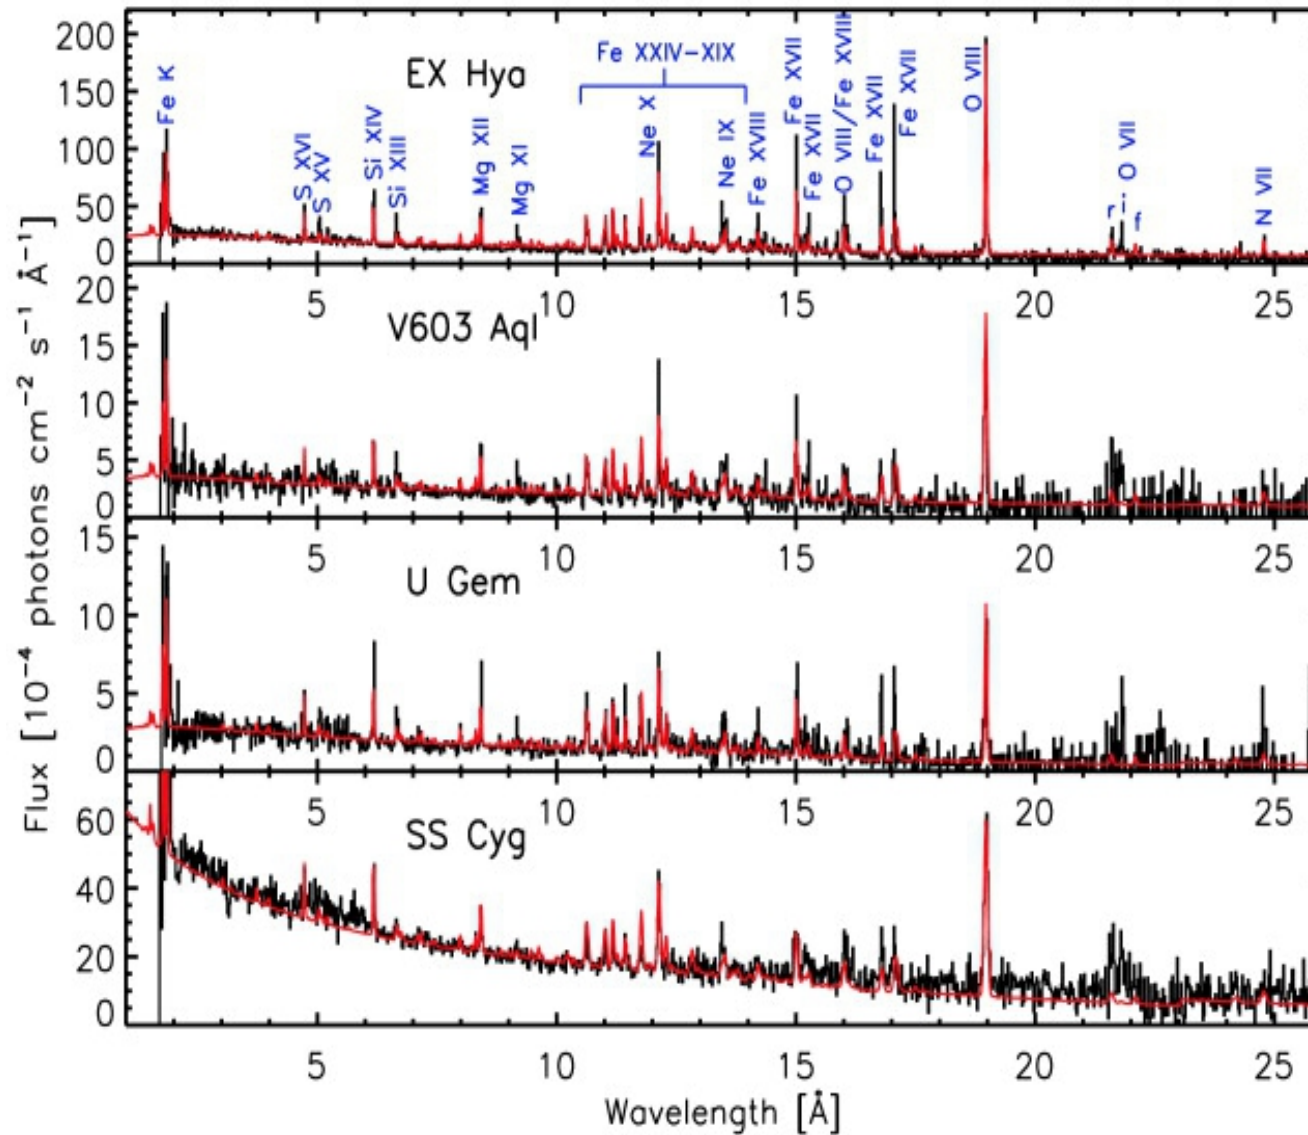 Flux [10⁻⁴ photons cm⁻² s⁻¹ Å⁻¹]
200
150
100
50
0
EX Hya
Fe K
S XVI
S XV
Si XIV
Si XIII
Mg XII
Mg XI
Fe XXIV-XIX
Ne X
Ne IX
Fe XVIII
Fe XVII
Fe XVII
O VIII/Fe XVIII
Fe XVII
Fe XVII
O VIII
r i f
O VII
N VII
5 10 15 20 25
20
15
10
5
0
V603 Aql
5 10 15 20 25
15
10
5
0
U Gem
5 10 15 20 25
60
40
20
0
SS Cyg
5 10 15 20 25
Wavelength [Å]